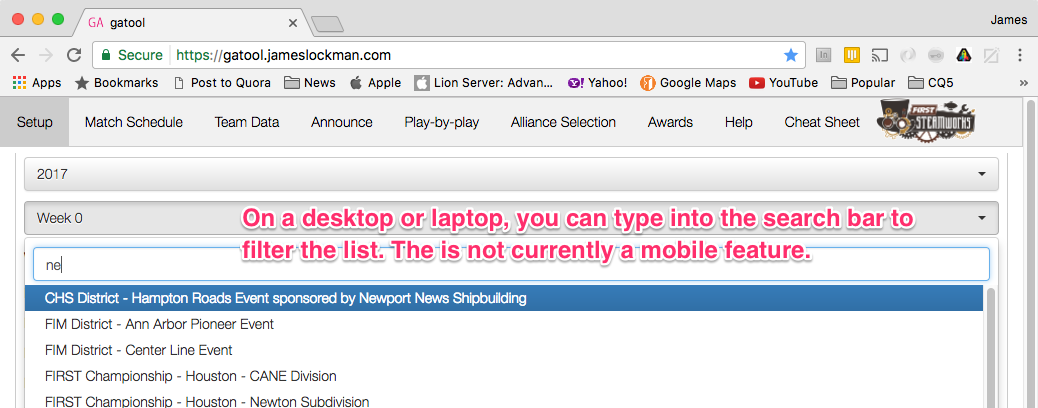 GA gatool
James
Secure https://gatool.jameslockman.com
Apps Bookmarks Post to Quora News Apple Lion Server: Advan... Yahoo! Google Maps YouTube Popular CQ5 »
Setup Match Schedule Team Data Announce Play-by-play Alliance Selection Awards Help Cheat Sheet FIRST STEAMWORKS
2017
Week 0
On a desktop or laptop, you can type into the search bar to
filter the list. The is not currently a mobile feature.
ne
CHS District - Hampton Roads Event sponsored by Newport News Shipbuilding
FIM District - Ann Arbor Pioneer Event
FIM District - Center Line Event
FIRST Championship - Houston - CANE Division
FIRST Championship - Houston - Newton Subdivision